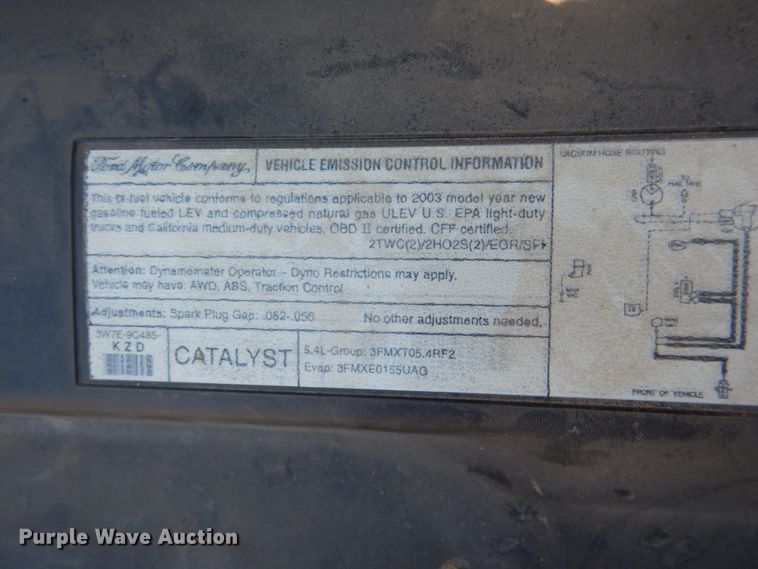 Ford Motor Company
VEHICLE EMISSION CONTROL INFORMATION
This bi-fuel vehicle conforms to regulations applicable to 2003 model year new
gasoline fueled LEV and compressed natural gas ULEV U.S. EPA light-duty
trucks and California medium-duty vehicles. OBD II certified. CFF certified.
2TWC(2)/2HO2S(2)/EGR/SFI
Attention: Dynamometer Operator - Dyno Restrictions may apply.
Vehicle may have: AWD, ABS, Traction Control
Adjustments: Spark Plug Gap: .052-.056 No other adjustments needed.
3W7E-9C485-
KZD
CATALYST
5.4L-Group: 3FMXT05.4RF2
Evap: 3FMXE0155UAG
VACUUM HOSE ROUTING
FRONT OF VEHICLE
Purple Wave Auction